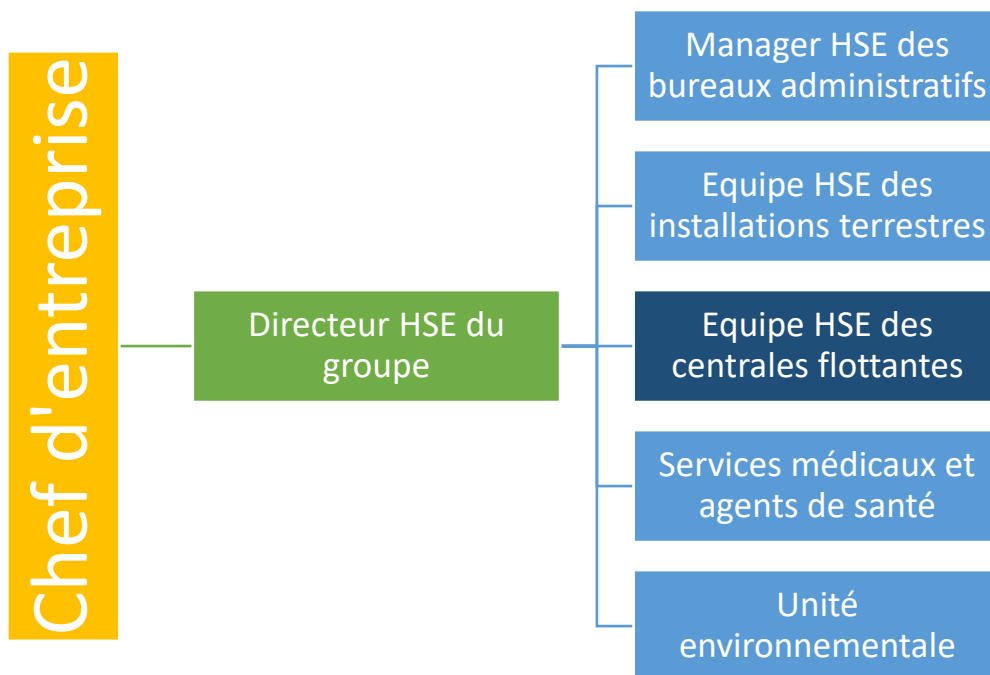 Chef d'entreprise
Directeur HSE du
groupe
Manager HSE des
bureaux administratifs
Equipe HSE des
installations terrestres
Equipe HSE des
centrales flottantes
Services médicaux et
agents de santé
Unité
environnementale